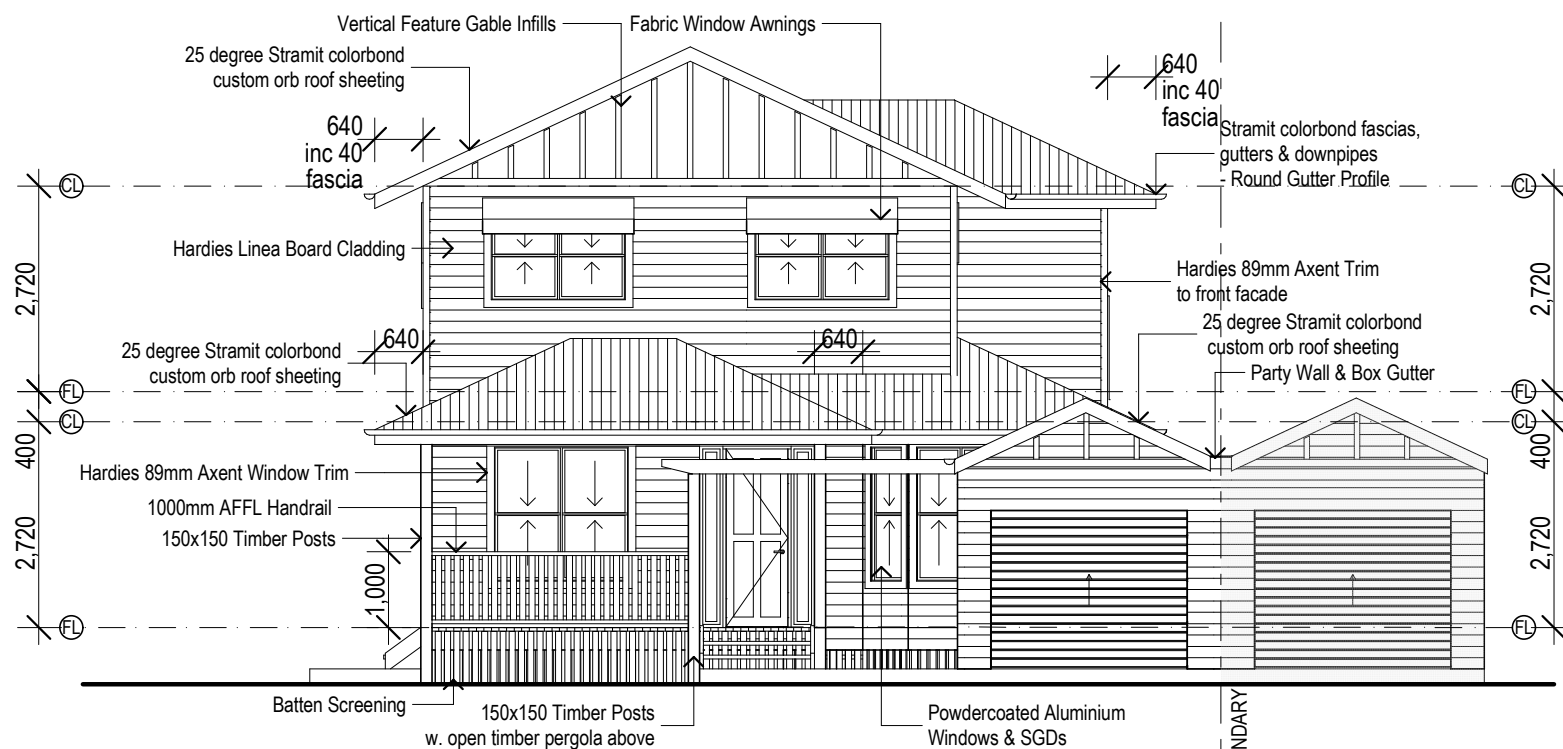 Vertical Feature Gable Infills
Fabric Window Awnings
25 degree Stramit colorbond
custom orb roof sheeting
640
inc 40
fascia
640
inc 40
fascia
Stramit colorbond fascias,
gutters & downpipes
- Round Gutter Profile
CL
CL
Hardies Linea Board Cladding
2,720
2,720
Hardies 89mm Axent Trim
to front facade
25 degree Stramit colorbond
custom orb roof sheeting
640
640
25 degree Stramit colorbond
custom orb roof sheeting
Party Wall & Box Gutter
FL
FL
CL
CL
400
400
Hardies 89mm Axent Window Trim
1000mm AFFL Handrail
150x150 Timber Posts
2,720
1,000
2,720
FL
FL
Batten Screening
150x150 Timber Posts
w. open timber pergola above
Powdercoated Aluminium
Windows & SGDs
NDARY